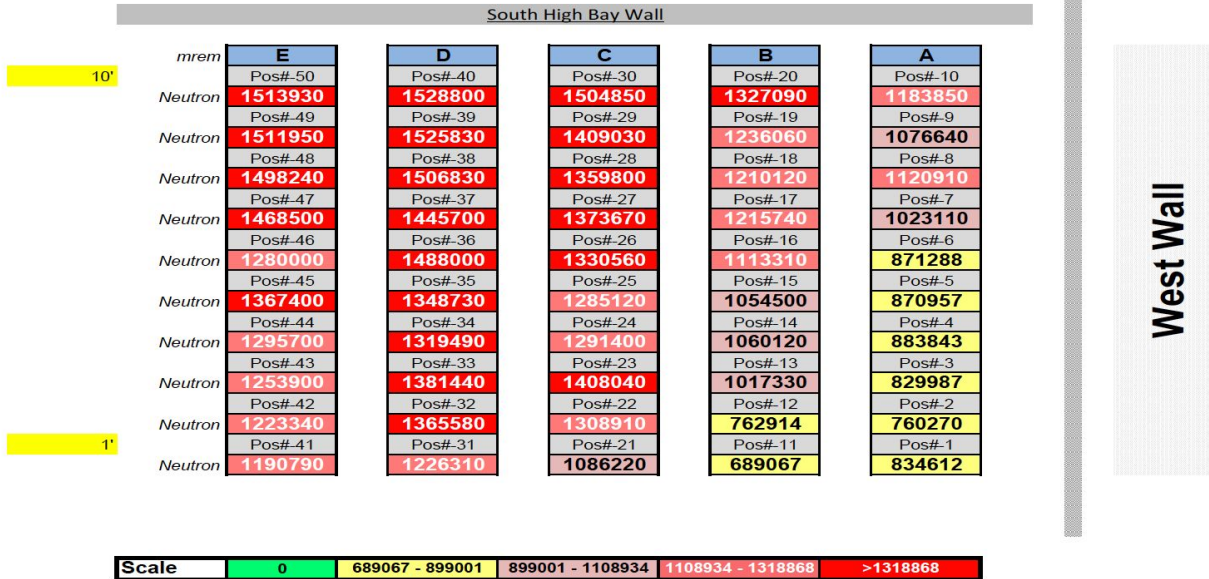 South High Bay Wall
mrem E D C B A
10' Pos#-50 Pos#-40 Pos#-30 Pos#-20 Pos#-10
Neutron 1513930 1528800 1504850 1327090 1183850
Pos#-49 Pos#-39 Pos#-29 Pos#-19 Pos#-9
Neutron 1511950 1525830 1409030 1236060 1076640
Pos#-48 Pos#-38 Pos#-28 Pos#-18 Pos#-8
Neutron 1498240 1506830 1359800 1210120 1120910
Pos#-47 Pos#-37 Pos#-27 Pos#-17 Pos#-7
Neutron 1468500 1445700 1373670 1215740 1023110
Pos#-46 Pos#-36 Pos#-26 Pos#-16 Pos#-6
Neutron 1280000 1488000 1330560 1113310 871288
Pos#-45 Pos#-35 Pos#-25 Pos#-15 Pos#-5
Neutron 1367400 1348730 1285120 1054500 870957
Pos#-44 Pos#-34 Pos#-24 Pos#-14 Pos#-4
Neutron 1295700 1319490 1291400 1060120 883843
Pos#-43 Pos#-33 Pos#-23 Pos#-13 Pos#-3
Neutron 1253900 1381440 1408040 1017330 829987
Pos#-42 Pos#-32 Pos#-22 Pos#-12 Pos#-2
Neutron 1223340 1365580 1308910 762914 760270
1' Pos#-41 Pos#-31 Pos#-21 Pos#-11 Pos#-1
Neutron 1190790 1226310 1086220 689067 834612
West Wall
Scale 0 689067 - 899001 899001 - 1108934 1108934 - 1318868 >1318868